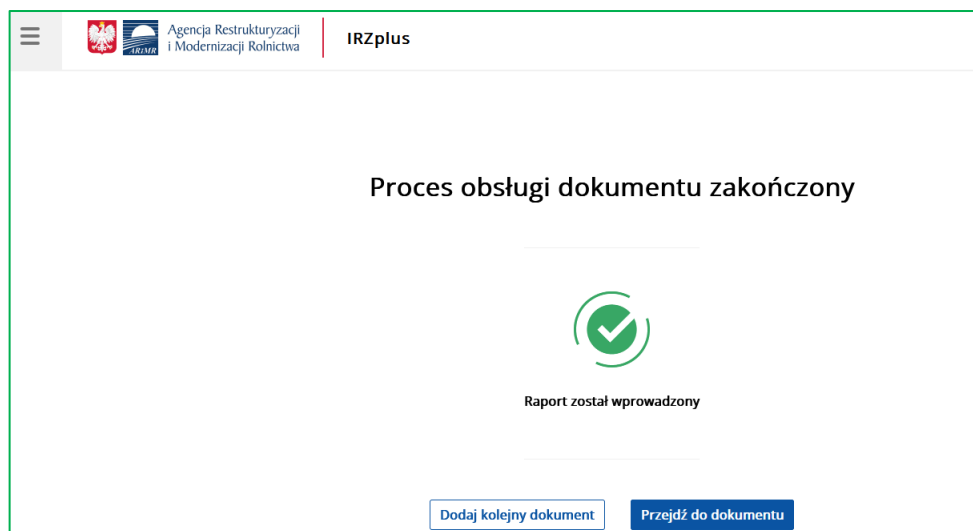 Agencja Restrukturyzacji
i Modernizacji Rolnictwa
IRZplus
ARiMR
Proces obsługi dokumentu zakończony
Raport został wprowadzony
Dodaj kolejny dokument
Przejdź do dokumentu